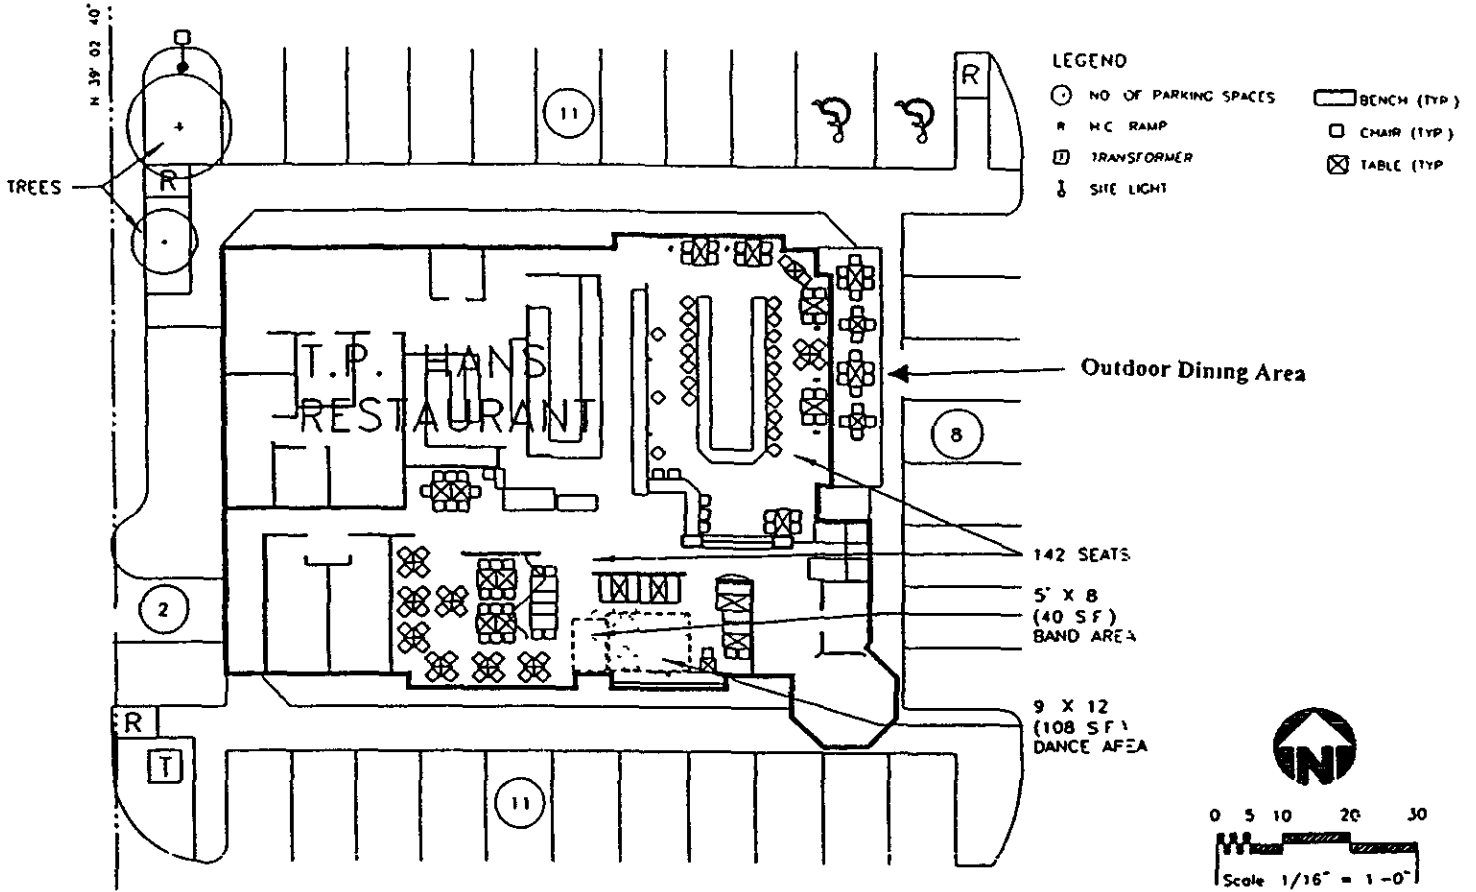 N 39° 02' 40"
R
11
R
LEGEND
NO OF PARKING SPACES
R H.C RAMP
T TRANSFORMER
SITE LIGHT
BENCH (TYP)
CHAIR (TYP)
TABLE (TYP
TREES
R
T.P. HANS
RESTAURANT
Outdoor Dining Area
8
142 SEATS
2
5' X 8
(40 S F)
BAND AREA
9 X 12
(108 S F)
DANCE AREA
R
T
11
N
0 5 10 20 30
Scale 1/16" = 1-0"